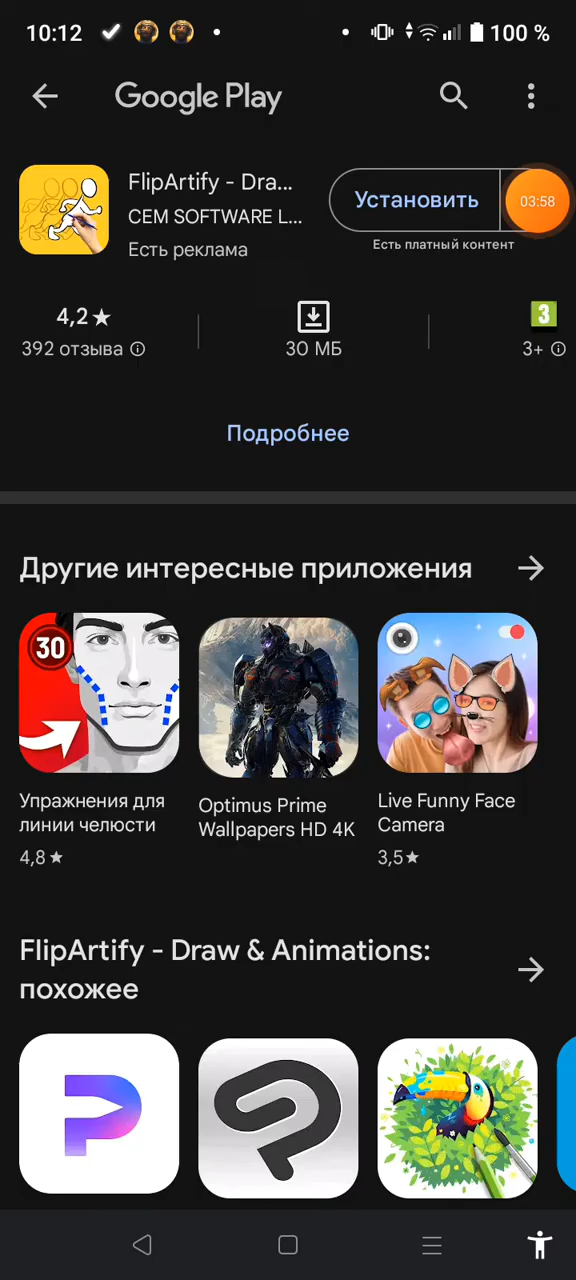 10:12
100 %
Google Play
FlipArtify - Dra...
CEM SOFTWARE L...
Есть реклама
Установить
03:58
Есть платный контент
4,2★
392 отзыва
30 МБ
3
3+
Подробнее
Другие интересные приложения
30
Упражнения для
линии челюсти
4,8★
Optimus Prime
Wallpapers HD 4K
Live Funny Face
Camera
3,5★
FlipArtify - Draw & Animations:
похожее